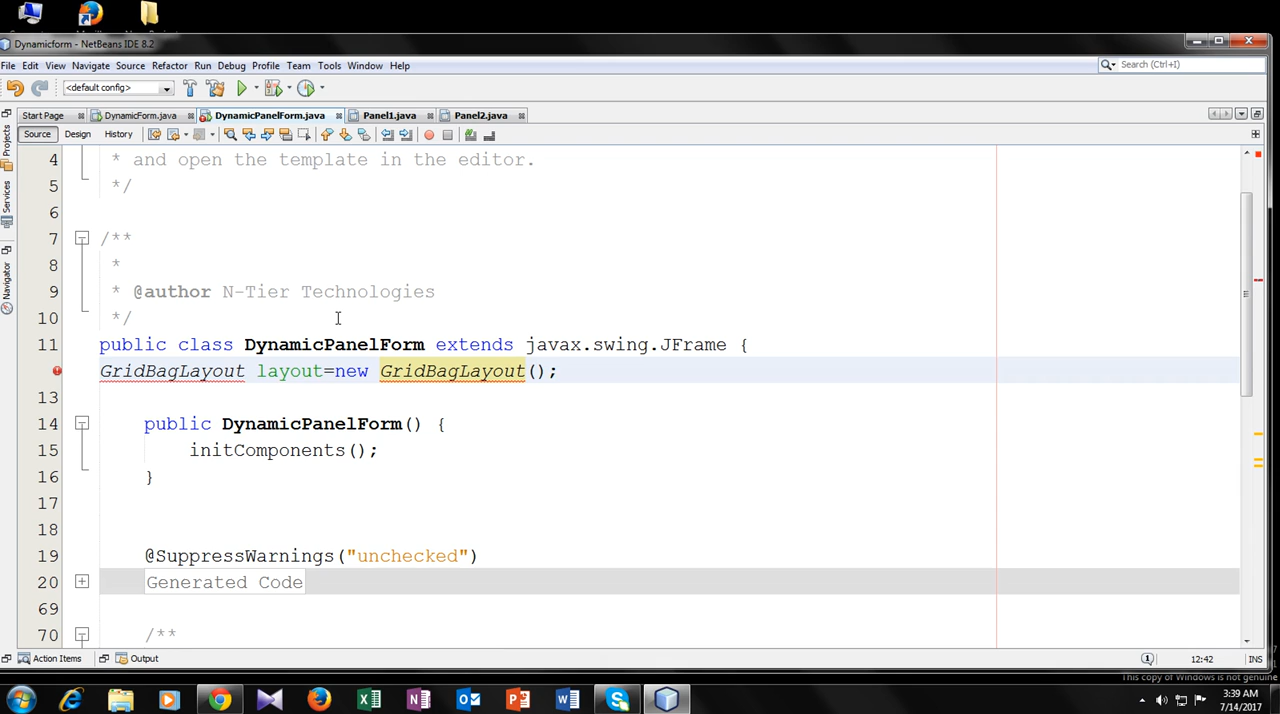 Dynamicform - NetBeans IDE 8.2
File Edit View Navigate Source Refactor Run Debug Profile Team Tools Window Help
Search (Ctrl+I)
<default config>
Start Page DynamicForm.java DynamicPanelForm.java Panel1.java Panel2.java
Source Design History
Projects
Services
Navigator
4 * and open the template in the editor.
5 */
6
7 /**
8 *
9 * @author N-Tier Technologies
10 */
11 public class DynamicPanelForm extends javax.swing.JFrame {
GridBagLayout layout=new GridBagLayout();
13
14 public DynamicPanelForm() {
15 initComponents();
16 }
17
18
19 @SuppressWarnings("unchecked")
20 Generated Code
69
70 /**
Action Items Output
1 12:42 INS
This copy of Windows is not genuine
3:39 AM
7/14/2017